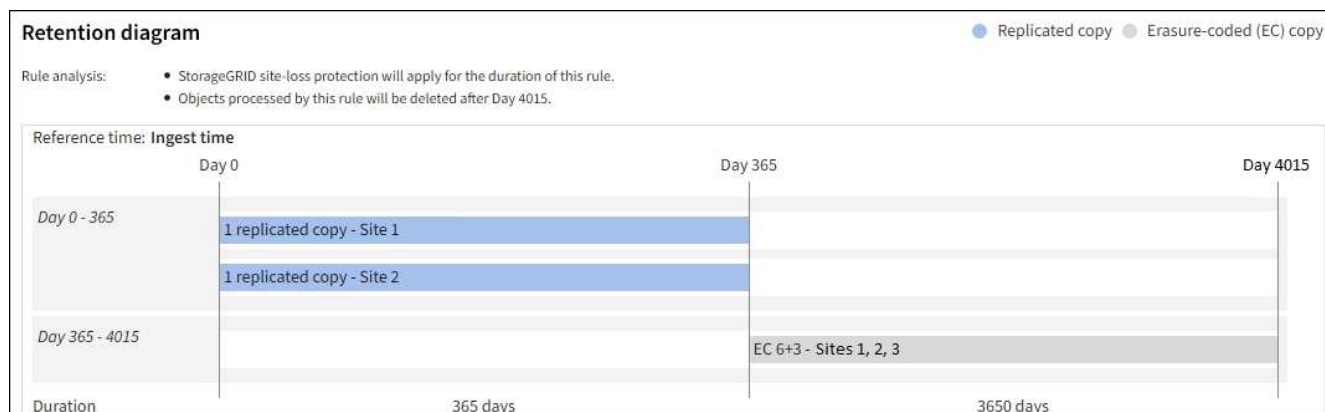 Retention diagram
Replicated copy Erasure-coded (EC) copy
Rule analysis:
• StorageGRID site-loss protection will apply for the duration of this rule.
• Objects processed by this rule will be deleted after Day 4015.
Reference time: Ingest time
Day 0 Day 365 Day 4015
Day 0 - 365
1 replicated copy - Site 1
1 replicated copy - Site 2
Day 365 - 4015
EC 6+3 - Sites 1, 2, 3
Duration 365 days 3650 days